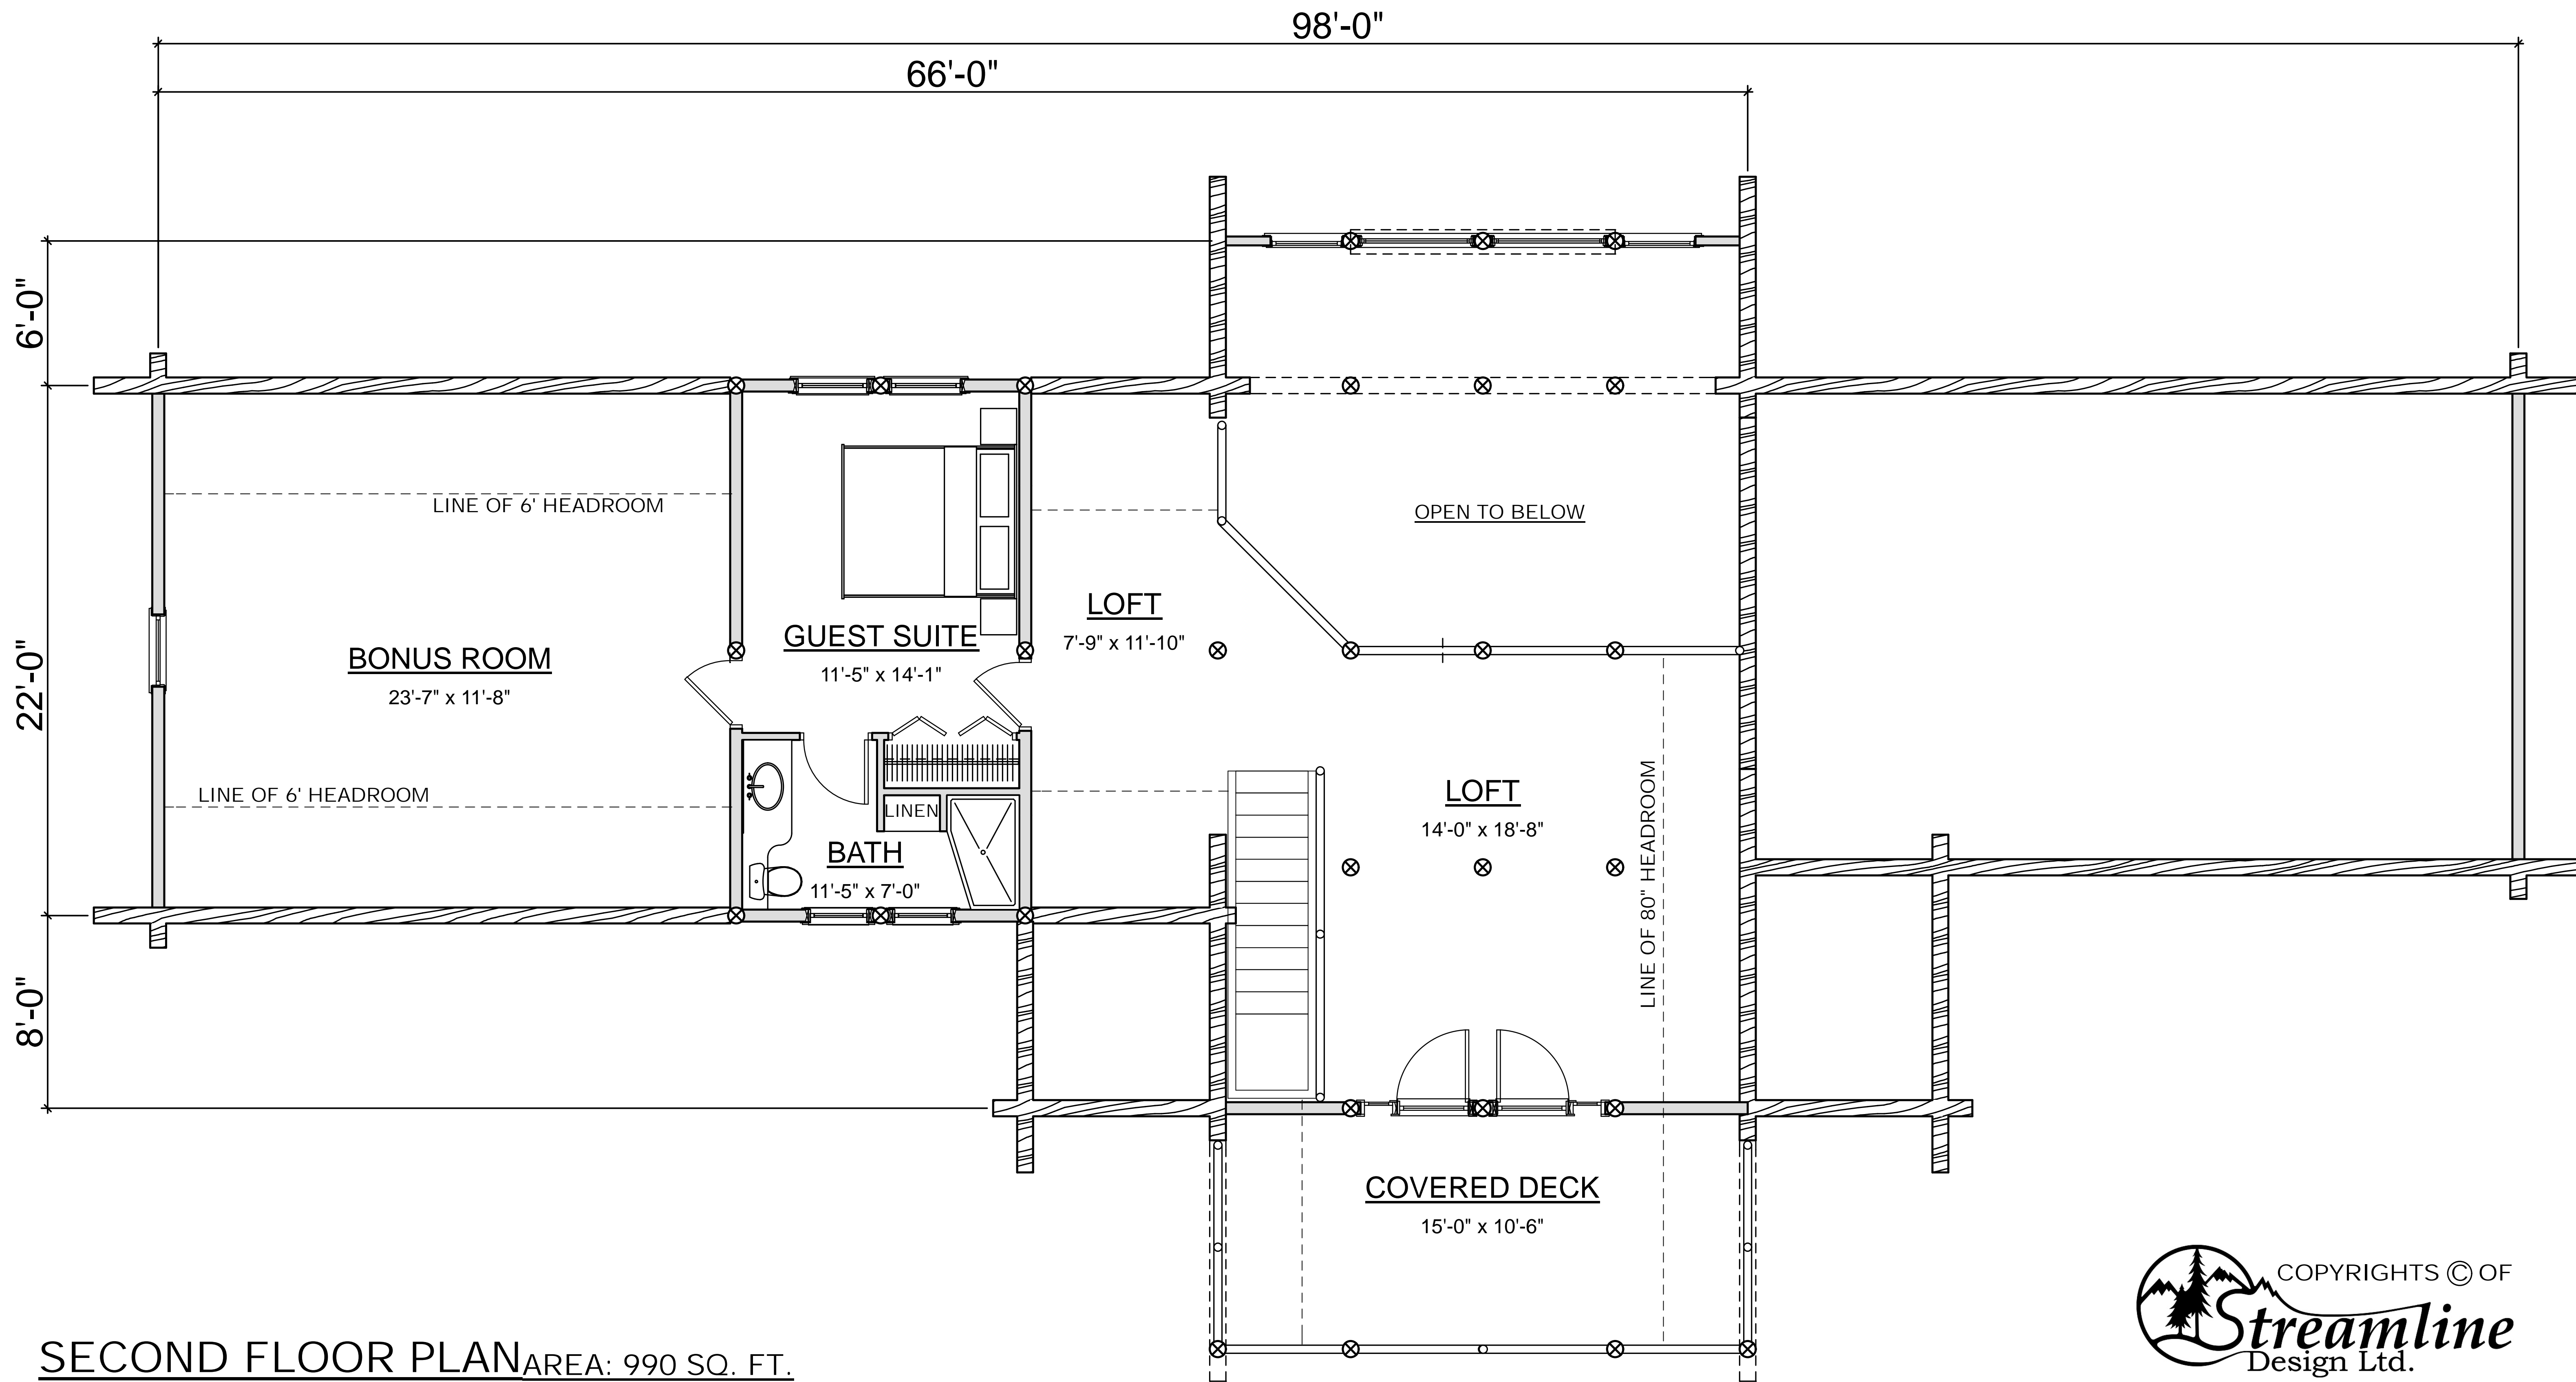 98'-0"
66'-0"
6'-0"
22'-0"
8'-0"
LINE OF 6' HEADROOM
OPEN TO BELOW
LOFT
7'-9" x 11'-10"
GUEST SUITE
11'-5" x 14'-1"
BONUS ROOM
23'-7" x 11'-8"
LINE OF 6' HEADROOM
LINEN
BATH
11'-5" x 7'-0"
LOFT
14'-0" x 18'-8"
LINE OF 80" HEADROOM
COVERED DECK
15'-0" x 10'-6"
SECOND FLOOR PLAN AREA: 990 SQ. FT.
COPYRIGHTS © OF
Streamline
Design Ltd.